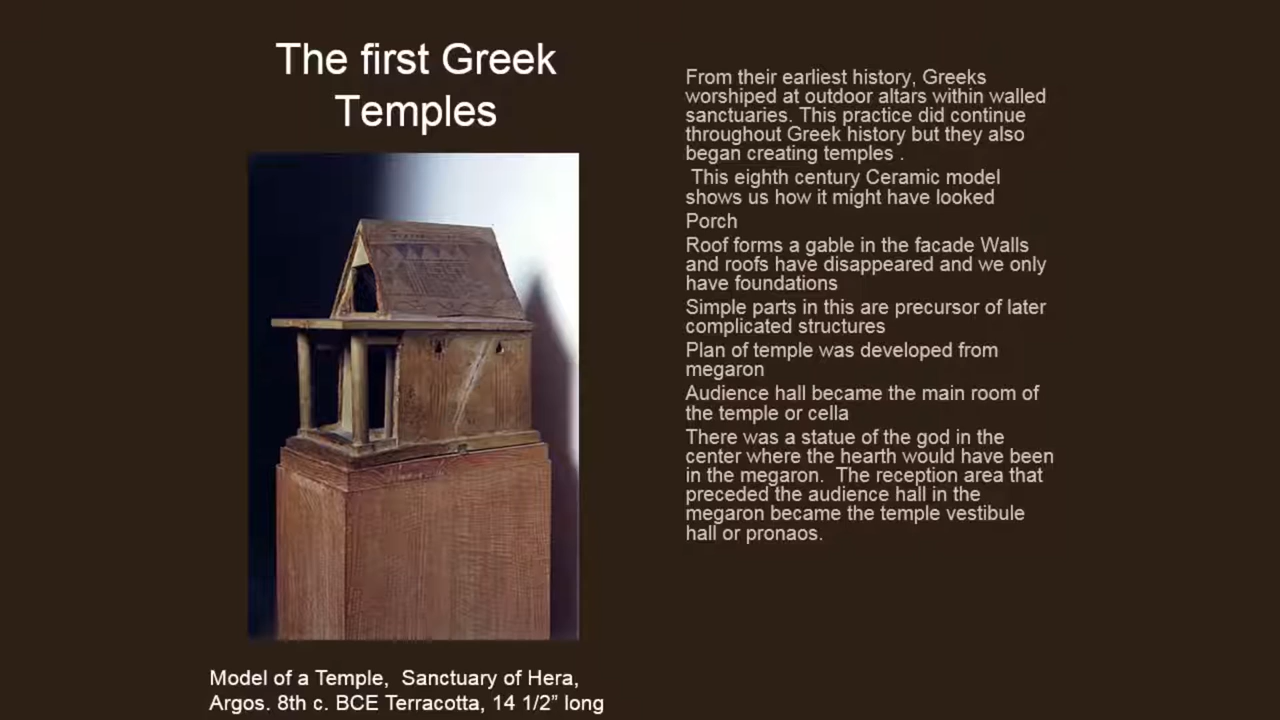 The first Greek
Temples
From their earliest history, Greeks
worshiped at outdoor altars within walled
sanctuaries. This practice did continue
throughout Greek history but they also
began creating temples .
This eighth century Ceramic model
shows us how it might have looked
Porch
Roof forms a gable in the facade Walls
and roofs have disappeared and we only
have foundations
Simple parts in this are precursor of later
complicated structures
Plan of temple was developed from
megaron
Audience hall became the main room of
the temple or cella
There was a statue of the god in the
center where the hearth would have been
in the megaron.  The reception area that
preceded the audience hall in the
megaron became the temple vestibule
hall or pronaos.
Model of a Temple,  Sanctuary of Hera,
Argos. 8th c. BCE Terracotta, 14 1/2” long